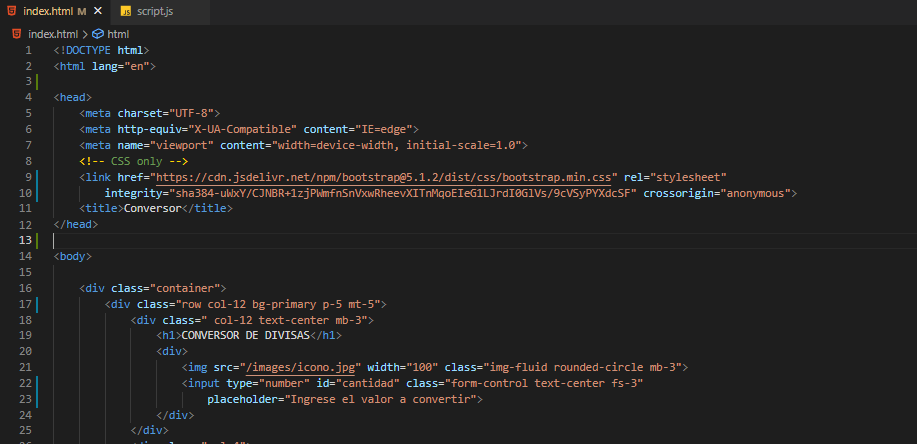 index.html M X script.js
index.html > html
1 <!DOCTYPE html>
2 <html lang="en">
3
4 <head>
5 <meta charset="UTF-8">
6 <meta http-equiv="X-UA-Compatible" content="IE=edge">
7 <meta name="viewport" content="width=device-width, initial-scale=1.0">
8 <!-- CSS only -->
9 <link href="https://cdn.jsdelivr.net/npm/bootstrap@5.1.2/dist/css/bootstrap.min.css" rel="stylesheet"
10 integrity="sha384-uWxY/CJNBR+1zjPWmfnSnVxwRheevXITnMqoEIeG1LJrdI0GlVs/9cVSyPYXdcSF" crossorigin="anonymous">
11 <title>Conversor</title>
12 </head>
13
14 <body>
15
16 <div class="container">
17 <div class="row col-12 bg-primary p-5 mt-5">
18 <div class=" col-12 text-center mb-3">
19 <h1>CONVERSOR DE DIVISAS</h1>
20 <div>
21 <img src="/images/icono.jpg" width="100" class="img-fluid rounded-circle mb-3">
22 <input type="number" id="cantidad" class="form-control text-center fs-3"
23 placeholder="Ingrese el valor a convertir">
24 </div>
25 </div>